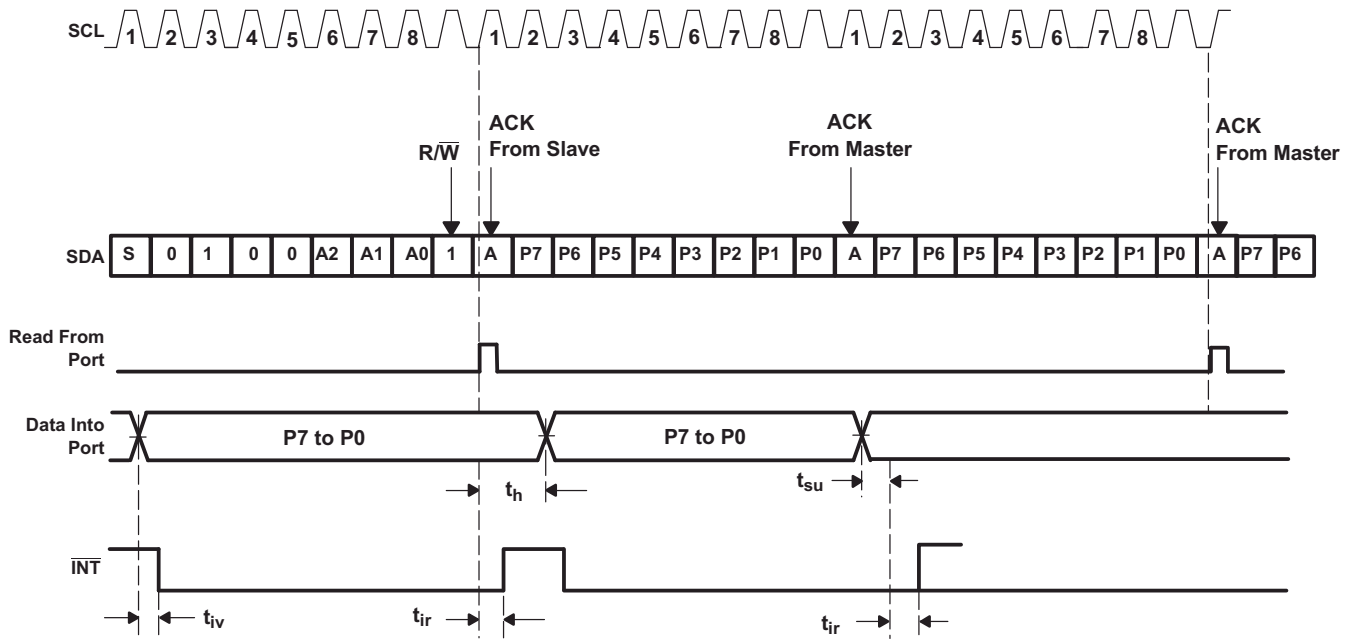 SCL 1 2 3 4 5 6 7 8 1 2 3 4 5 6 7 8 1 2 3 4 5 6 7 8
R/W̅
ACK
From Slave
ACK
From Master
ACK
From Master
SDA S 0 1 0 0 A2 A1 A0 1 A P7 P6 P5 P4 P3 P2 P1 P0 A P7 P6 P5 P4 P3 P2 P1 P0 A P7 P6
Read From
Port
Data Into
Port
P7 to P0
P7 to P0
th
tsu
I̅N̅T̅
tiv
tir
tir